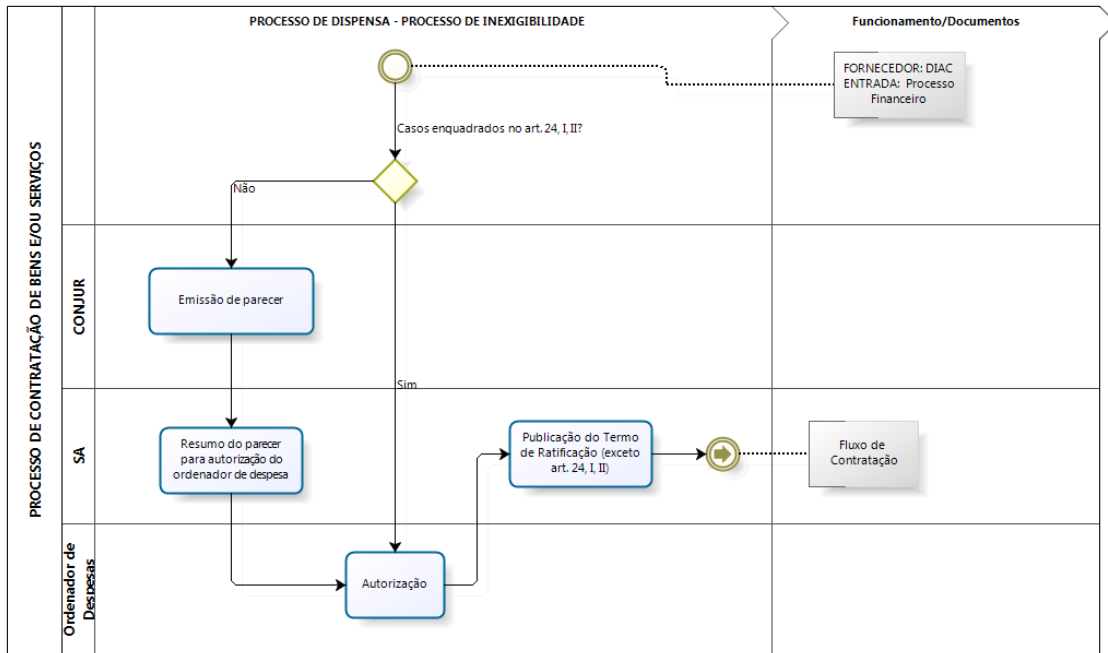 PROCESSO DE DISPENSA - PROCESSO DE INEXIGIBILIDADE
Funcionamento/Documentos
PROCESSO DE CONTRATAÇÃO DE BENS E/OU SERVIÇOS
FORNECEDOR: DIAC
ENTRADA: Processo
Financeiro
Casos enquadrados no art. 24, I, II?
Não
CONJUR
Emissão de parecer
Sim
SA
Resumo do parecer
para autorização do
ordenador de despesa
Publicação do Termo
de Ratificação (exceto
art. 24, I, II)
Fluxo de
Contratação
Ordenador de
Despesas
Autorização